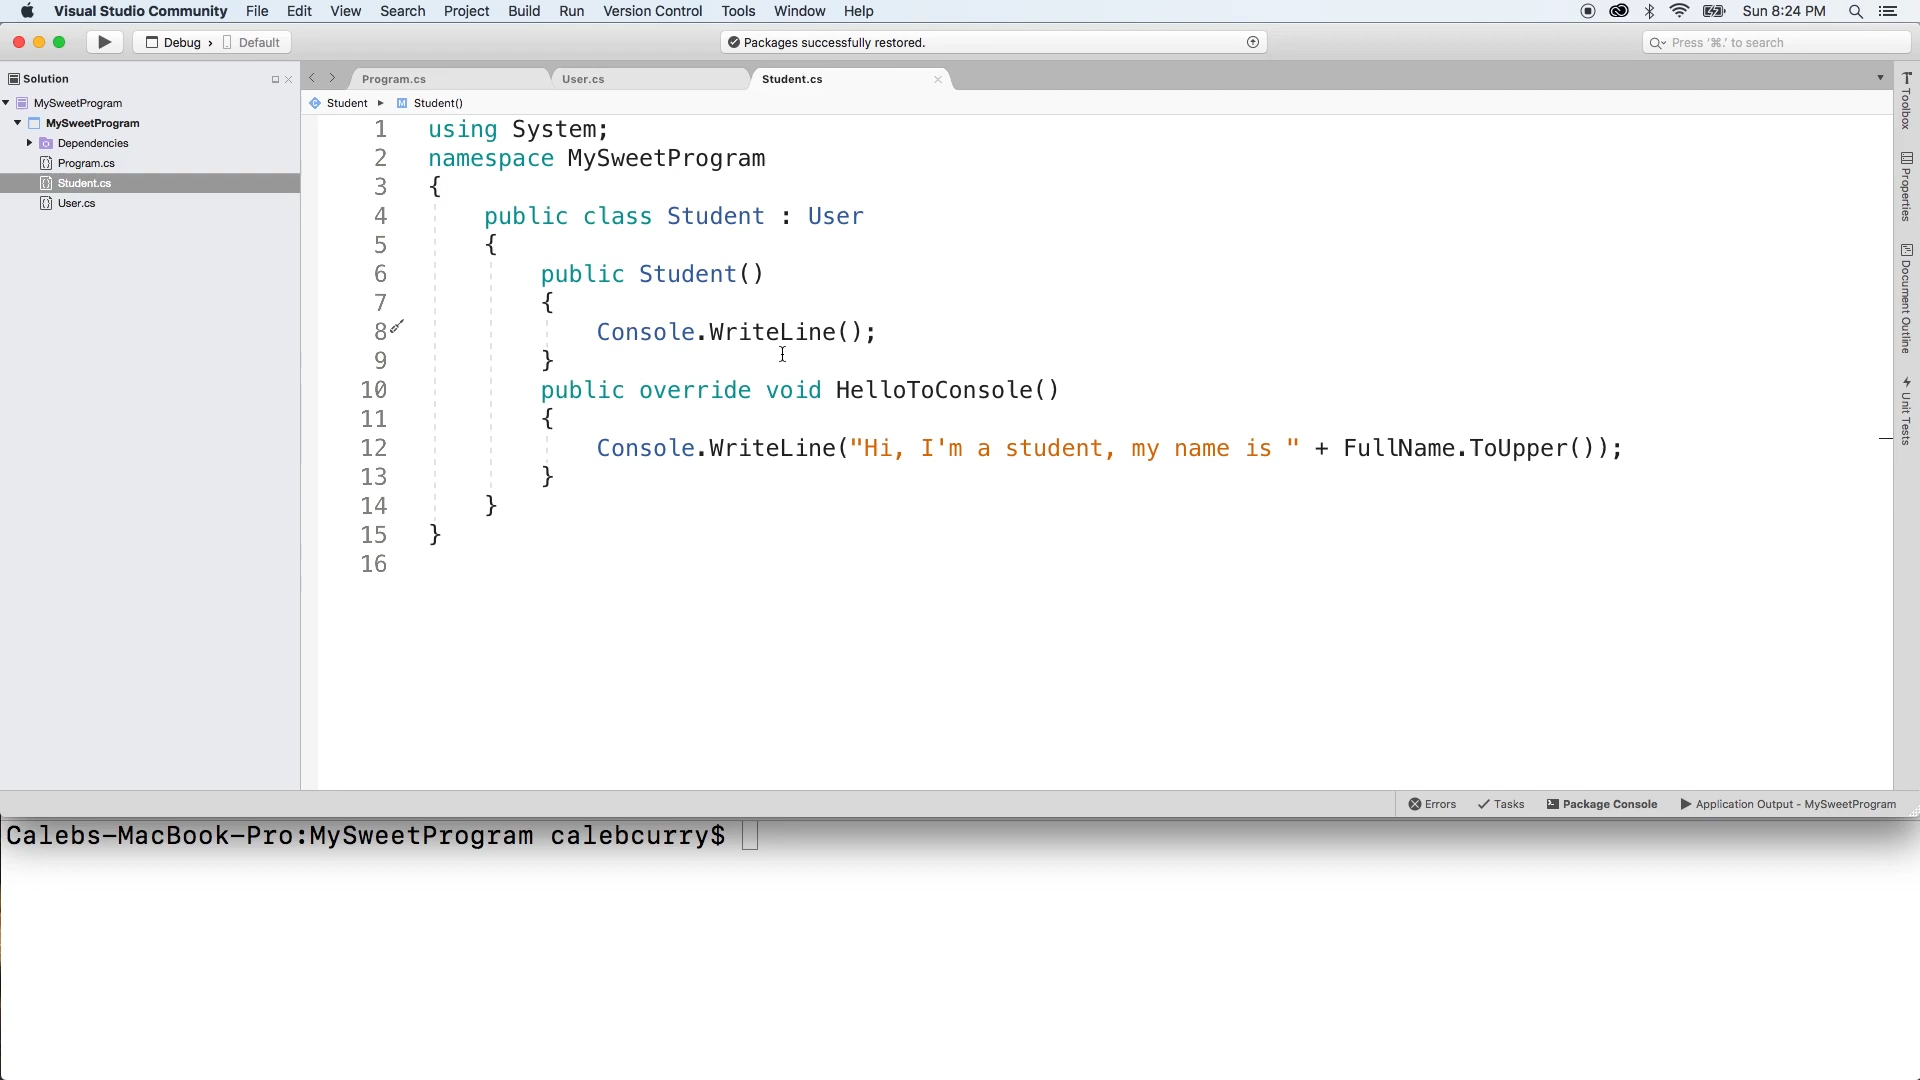 Visual Studio Community File Edit View Search Project Build Run Version Control Tools Window Help Sun 8:24 PM
Debug › Default Packages successfully restored. Press '⌘.' to search
Solution
MySweetProgram
MySweetProgram
Dependencies
Program.cs
Student.cs
User.cs
Program.cs User.cs Student.cs
Student ▸ M Student()
1 using System;
2 namespace MySweetProgram
3 {
4 public class Student : User
5 {
6 public Student()
7 {
8 Console.WriteLine();
9 }
10 public override void HelloToConsole()
11 {
12 Console.WriteLine("Hi, I'm a student, my name is " + FullName.ToUpper());
13 }
14 }
15 }
16
Toolbox
Properties
Document Outline
Unit Tests
Errors Tasks Package Console Application Output - MySweetProgram
Calebs-MacBook-Pro:MySweetProgram calebcurry$